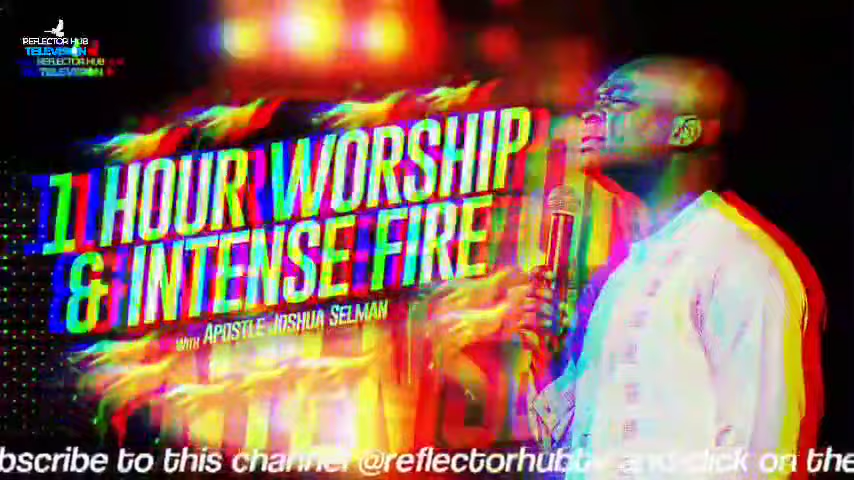 REFLECTOR HUB
TELEVISION
REFLECTOR HUB
TELEVISION
1 HOUR WORSHIP
& INTENSE FIRE
WITH APOSTLE JOSHUA SELMAN
bscribe to this channel @reflectorhubtv and click on the